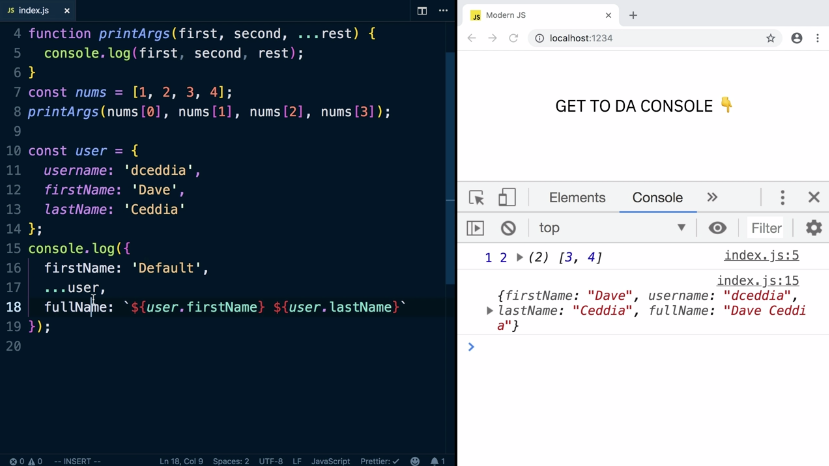 JS index.js ×
4 function printArgs(first, second, ...rest) {
5 console.log(first, second, rest);
6 }
7 const nums = [1, 2, 3, 4];
8 printArgs(nums[0], nums[1], nums[2], nums[3]);
9
10 const user = {
11 username: 'dceddia',
12 firstName: 'Dave',
13 lastName: 'Ceddia'
14 };
15 console.log({
16 firstName: 'Default',
17 ...user,
18 fullName: `${user.firstName} ${user.lastName}`
19 });
20
0 0 -- INSERT -- Ln 18, Col 9 Spaces: 2 UTF-8 LF JavaScript Prettier: ✓ 1
JS Modern JS × +
localhost:1234
GET TO DA CONSOLE 👇
Elements Console »
top ▼ Filter
1 2 ▶ (2) [3, 4] index.js:5
index.js:15
{firstName: "Dave", username: "dceddia",
▶ lastName: "Ceddia", fullName: "Dave Ceddi
a"}
>